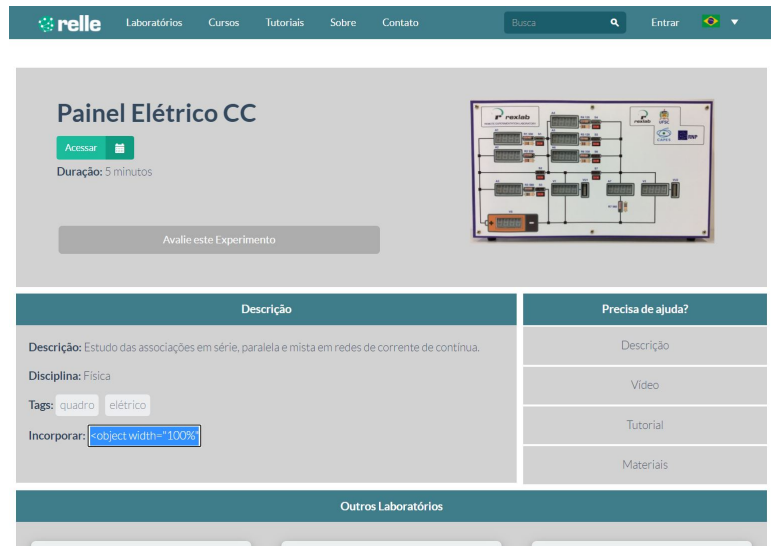 relle Laboratórios Cursos Tutoriais Sobre Contato Busca Entrar
Painel Elétrico CC
Acessar
Duração: 5 minutos
Avalie este Experimento
rexlab
rexlab
RNP
Descrição
Descrição: Estudo das associações em série, paralela e mista em redes de corrente de contínua.
Disciplina: Física
Tags: quadro elétrico
Incorporar: <object width="100%"
Precisa de ajuda?
Descrição
Vídeo
Tutorial
Materiais
Outros Laboratórios